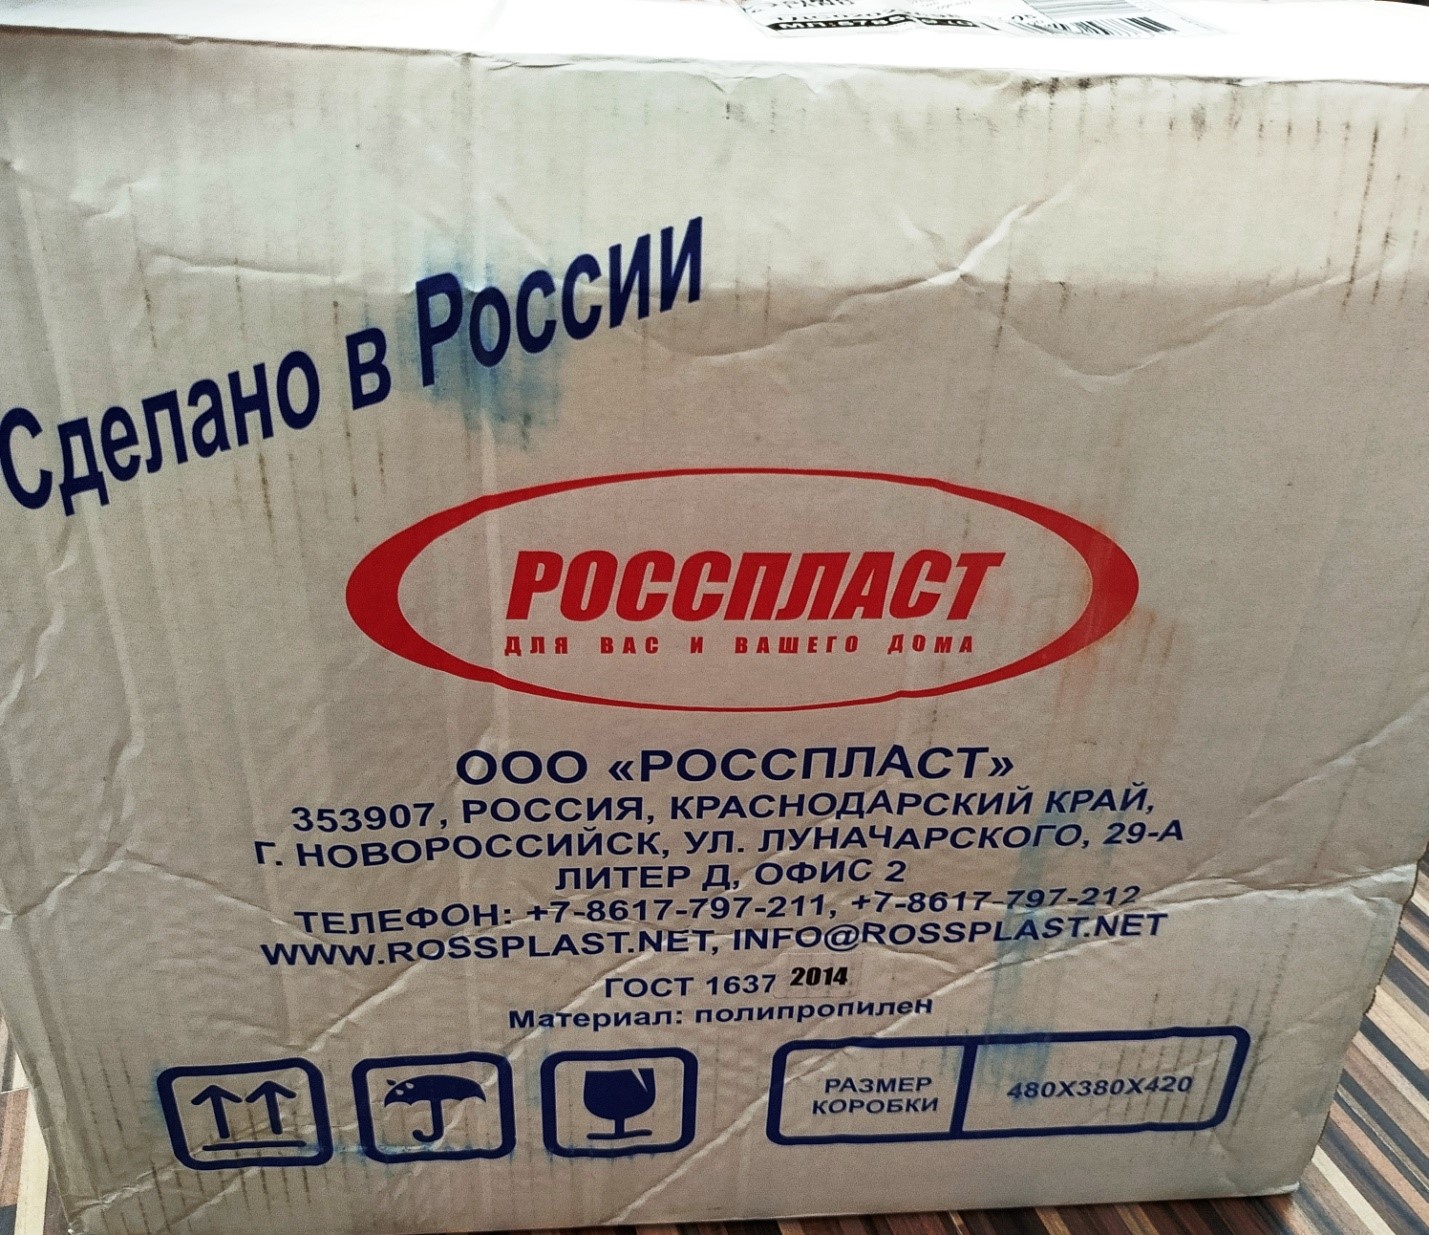 Сделано в России
РОССПЛАСТ
ДЛЯ ВАС И ВАШЕГО ДОМА
ООО «РОССПЛАСТ»
353907, РОССИЯ, КРАСНОДАРСКИЙ КРАЙ,
Г. НОВОРОССИЙСК, УЛ. ЛУНАЧАРСКОГО, 29-А
ЛИТЕР Д, ОФИС 2
ТЕЛЕФОН: +7-8617-797-211, +7-8617-797-212
WWW.ROSSPLAST.NET, INFO@ROSSPLAST.NET
ГОСТ 1637 2014
Материал: полипропилен
РАЗМЕР
КОРОБКИ
480X380X420